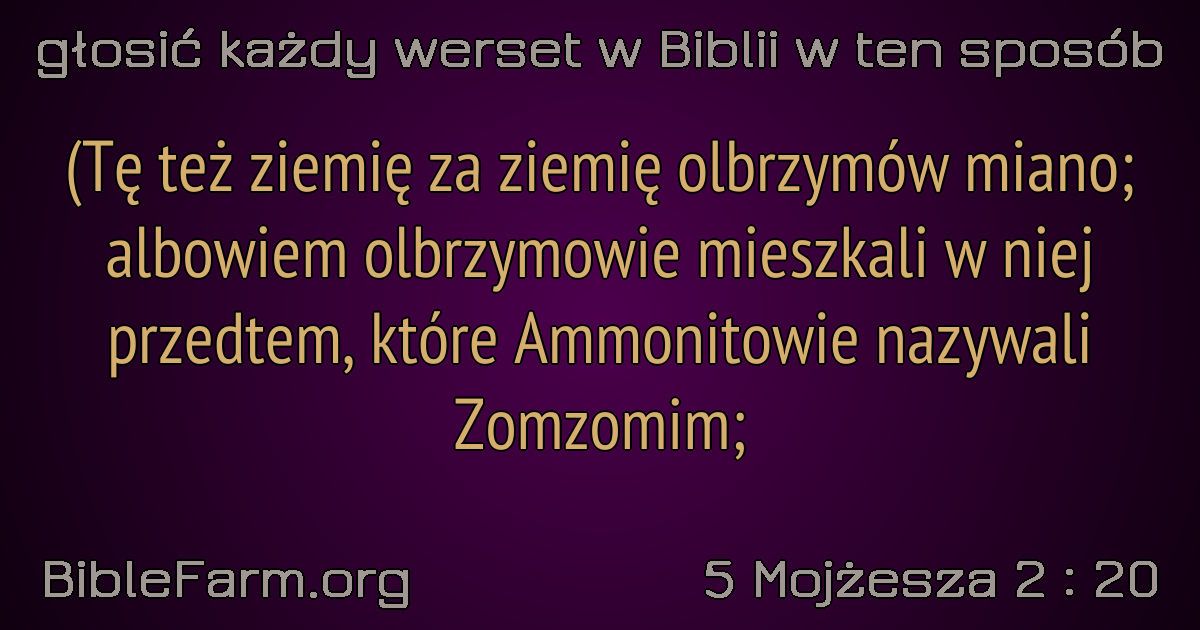 głosić każdy werset w Biblii w ten sposób
(Tę też ziemię za ziemię olbrzymów miano;
albowiem olbrzymowie mieszkali w niej
przedtem, które Ammonitowie nazywali
Zomzomim;
BibleFarm.org
5 Mojżesza 2 : 20